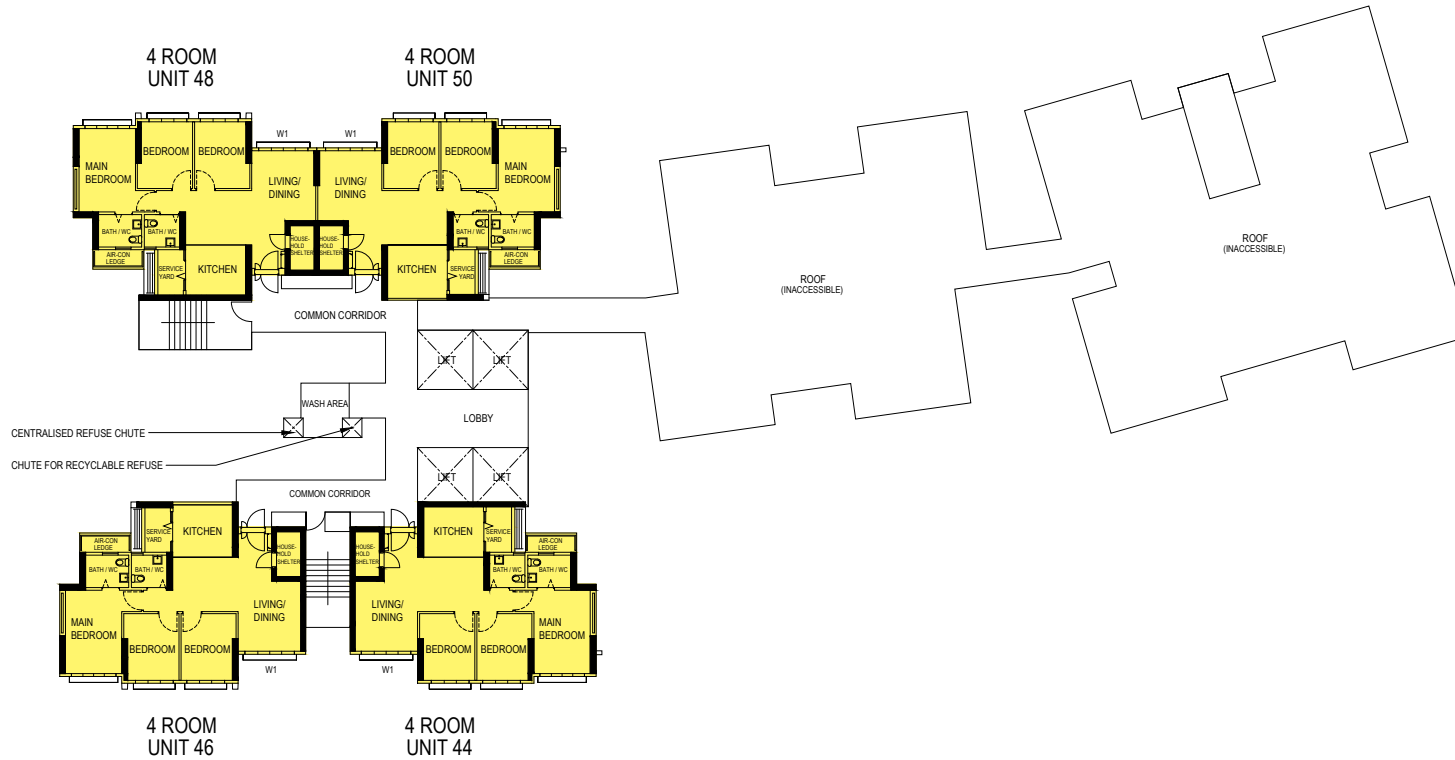 4 ROOM
UNIT 48
4 ROOM
UNIT 50
W1
W1
BEDROOM
BEDROOM
MAIN
BEDROOM
LIVING/
DINING
BATH / WC
BATH / WC
AIR-CON
LEDGE
SERVICE
YARD
KITCHEN
HOUSE-
HOLD
SHELTER
LIVING/
DINING
BEDROOM
BEDROOM
MAIN
BEDROOM
HOUSE-
HOLD
SHELTER
BATH / WC
BATH / WC
AIR-CON
LEDGE
KITCHEN
SERVICE
YARD
ROOF
(INACCESSIBLE)
ROOF
(INACCESSIBLE)
COMMON CORRIDOR
LIFT
LIFT
WASH AREA
LOBBY
CENTRALISED REFUSE CHUTE
CHUTE FOR RECYCLABLE REFUSE
LIFT
LIFT
COMMON CORRIDOR
AIR-CON
LEDGE
SERVICE
YARD
KITCHEN
HOUSE-
HOLD
SHELTER
BATH / WC
BATH / WC
MAIN
BEDROOM
BEDROOM
BEDROOM
LIVING/
DINING
W1
HOUSE-
HOLD
SHELTER
KITCHEN
SERVICE
YARD
AIR-CON
LEDGE
BATH / WC
BATH / WC
LIVING/
DINING
BEDROOM
BEDROOM
MAIN
BEDROOM
W1
4 ROOM
UNIT 46
4 ROOM
UNIT 44